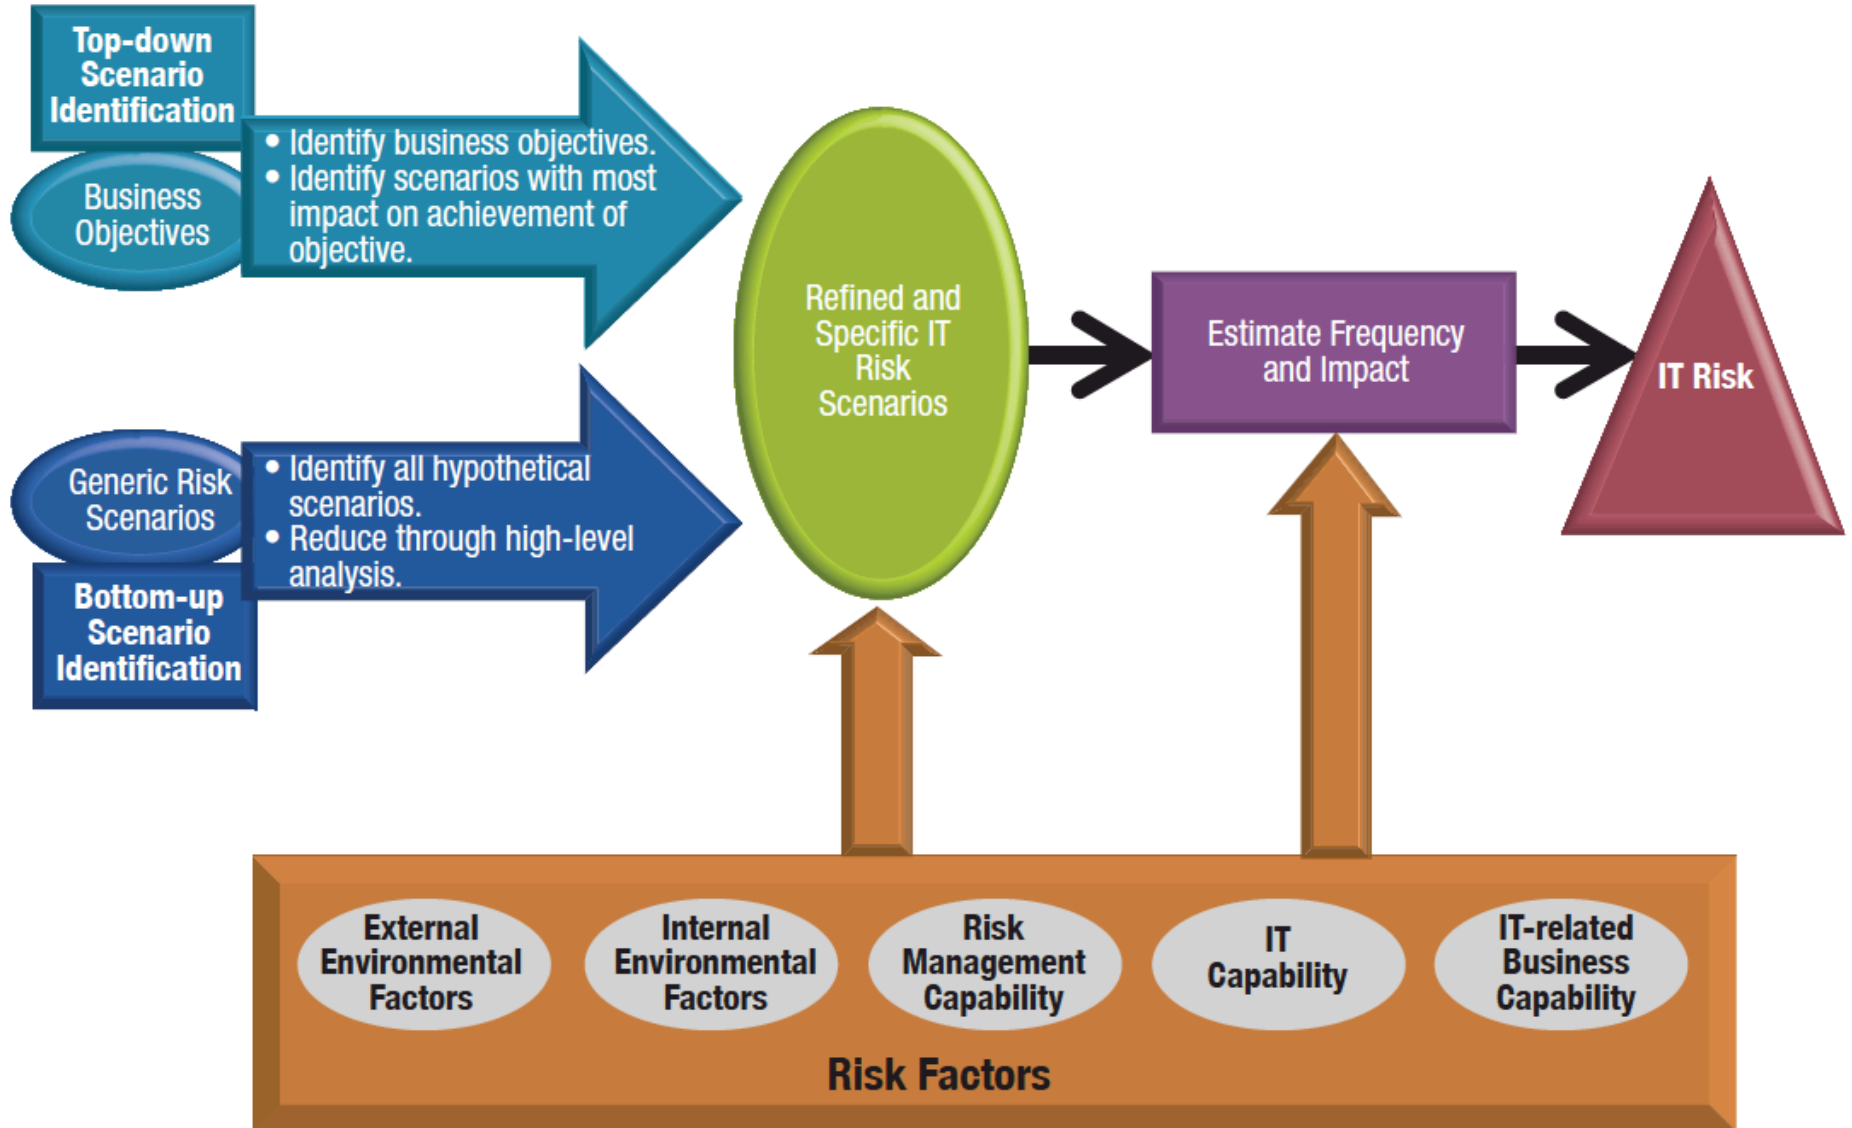 Top-down
Scenario
Identification
Business
Objectives
• Identify business objectives.
• Identify scenarios with most
impact on achievement of
objective.
Generic Risk
Scenarios
Bottom-up
Scenario
Identification
• Identify all hypothetical
scenarios.
• Reduce through high-level
analysis.
Refined and
Specific IT
Risk
Scenarios
Estimate Frequency
and Impact
IT Risk
External
Environmental
Factors
Internal
Environmental
Factors
Risk
Management
Capability
IT
Capability
IT-related
Business
Capability
Risk Factors